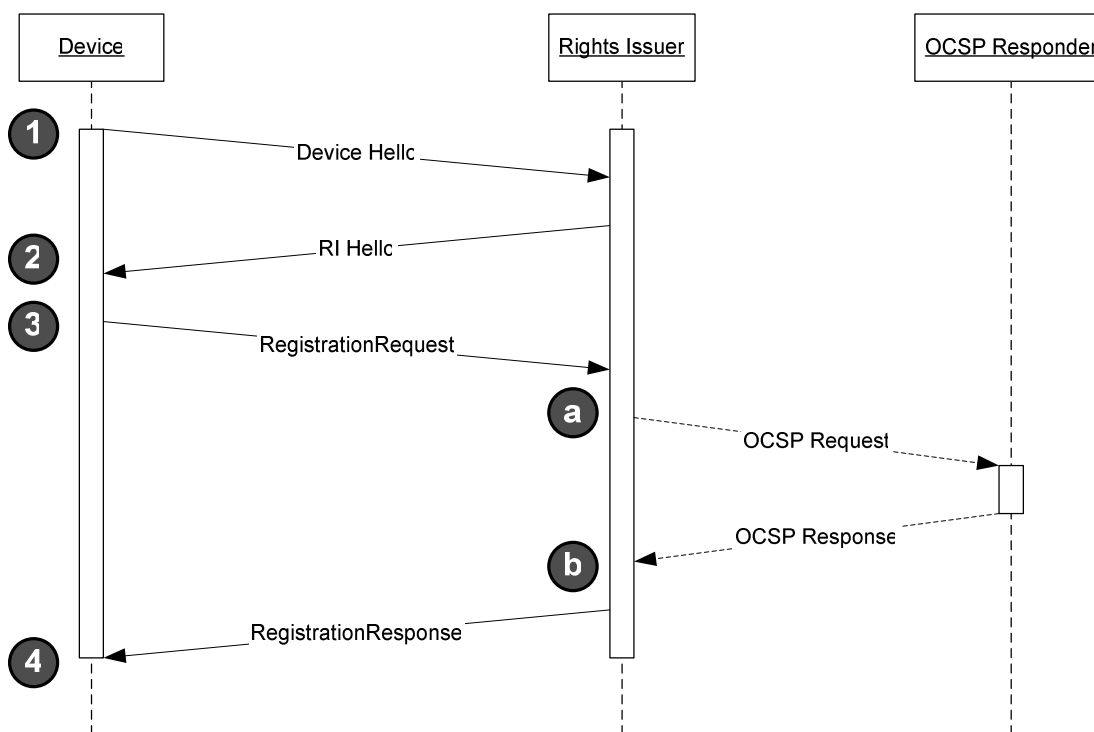 Device
Rights Issuer
OCSP Responder
1
Device Hello
2
RI Hello
3
RegistrationRequest
a
OCSP Request
OCSP Response
b
RegistrationResponse
4